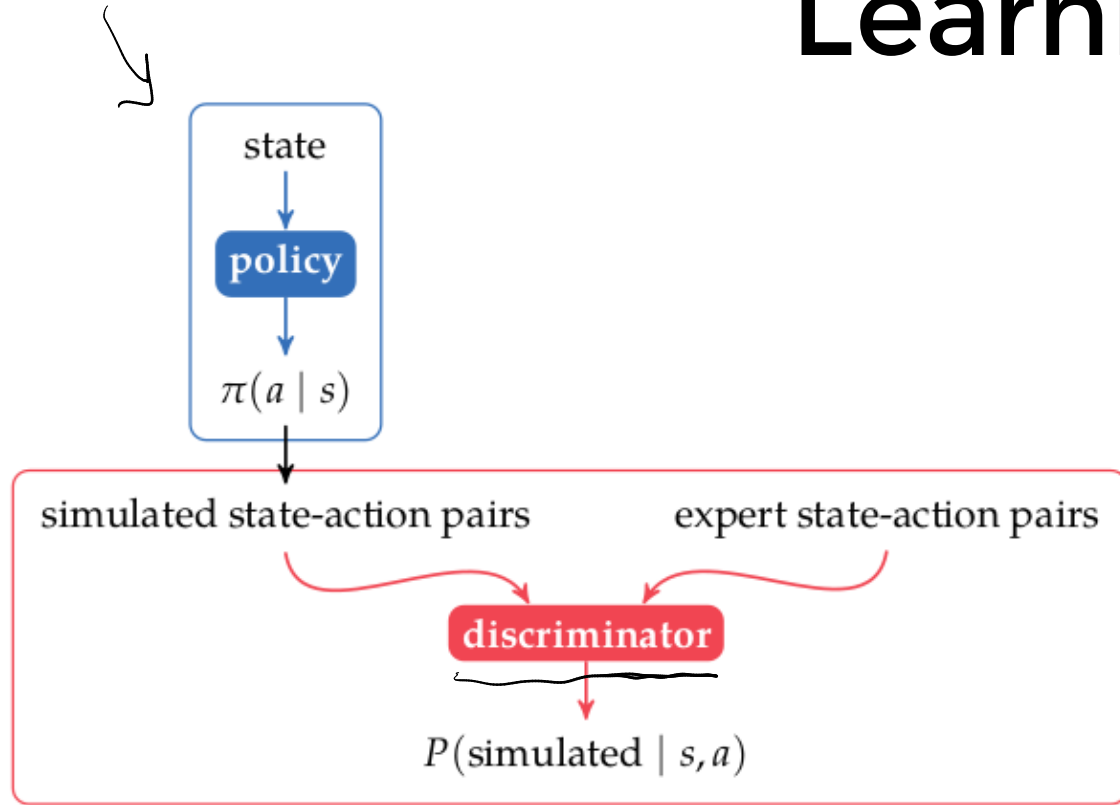 Learn
state
policy
π(a | s)
simulated state-action pairs
expert state-action pairs
discriminator
P(simulated | s, a)